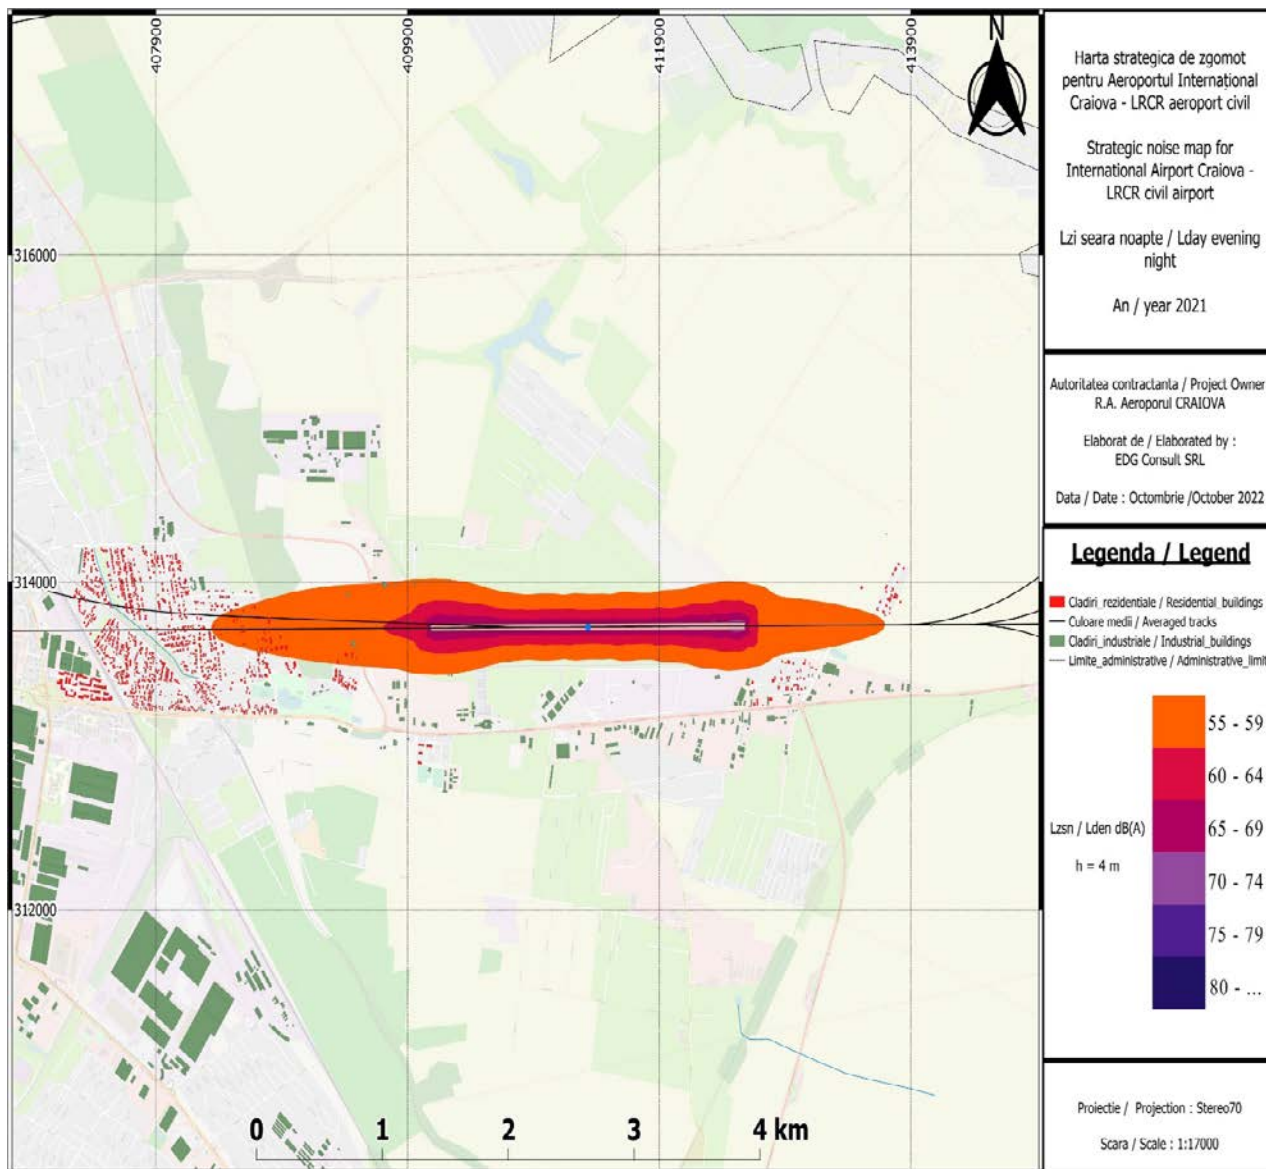 407900
409900
411900
413900
N
316000
314000
312000
0 1 2 3 4 km
Harta strategica de zgomot
pentru Aeroportul Internațional
Craiova - LRCR aeroport civil
Strategic noise map for
International Airport Craiova -
LRCR civil airport
Lzi seara noapte / Lday evening
night
An / year 2021
Autoritatea contractanta / Project Owner
R.A. Aeroporul CRAIOVA
Elaborat de / Elaborated by :
EDG Consult SRL
Data / Date : Octombrie /October 2022
Legenda / Legend
Cladiri_rezidentiale / Residential_buildings
Culoare medii / Averaged tracks
Cladiri_industriale / Industrial_buildings
Limite_administrative / Administrative_limit
55 - 59
60 - 64
Lzsn / Lden dB(A)
65 - 69
h = 4 m
70 - 74
75 - 79
80 - ...
Proiectie / Projection : Stereo70
Scara / Scale : 1:17000